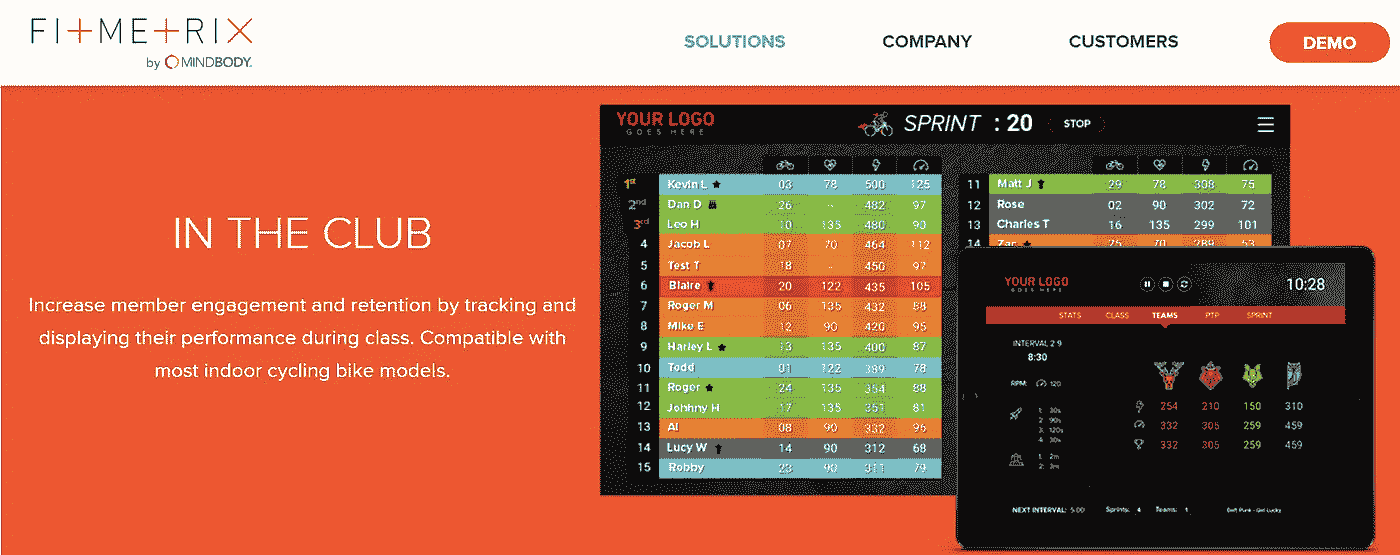 FITMETRIX
by MINDBODY
SOLUTIONS COMPANY CUSTOMERS DEMO
IN THE CLUB
Increase member engagement and retention by tracking and
displaying their performance during class. Compatible with
most indoor cycling bike models.
YOUR LOGO
GOES HERE
SPRINT : 20 STOP
1st Kevin L 03 78 500 125
2nd Dan D 26 - 482 97
3rd Leo H 10 135 480 90
4 Jacob L 07 70 464 112
5 Test T 18 - 450 97
6 Blaire 20 122 435 105
7 Roger M 06 135 432 88
8 Mike E 12 90 420 95
9 Harley L 13 135 400 87
10 Todd 01 122 389 78
11 Roger 24 135 354 88
12 Johhny H 17 135 351 81
13 Al 08 90 332 96
14 Lucy W 14 90 312 68
15 Robby 23 90 311 79
11 Matt J 29 78 308 75
12 Rose 02 90 302 72
13 Charles T 16 135 299 101
14 Zac 25 70 289 53
YOUR LOGO
GOES HERE
10:28
STATS CLASS TEAMS PTP SPRINT
INTERVAL 2 9
8:30
RPM: 120
1: 30s
2: 90s
3: 120s
4: 30s
1: 2m
2: 3m
254 210 150 310
332 305 259 459
332 305 259 459
NEXT INTERVAL: 5:00 Sprints: 4 Teams: 1 Daft Punk - Get Lucky